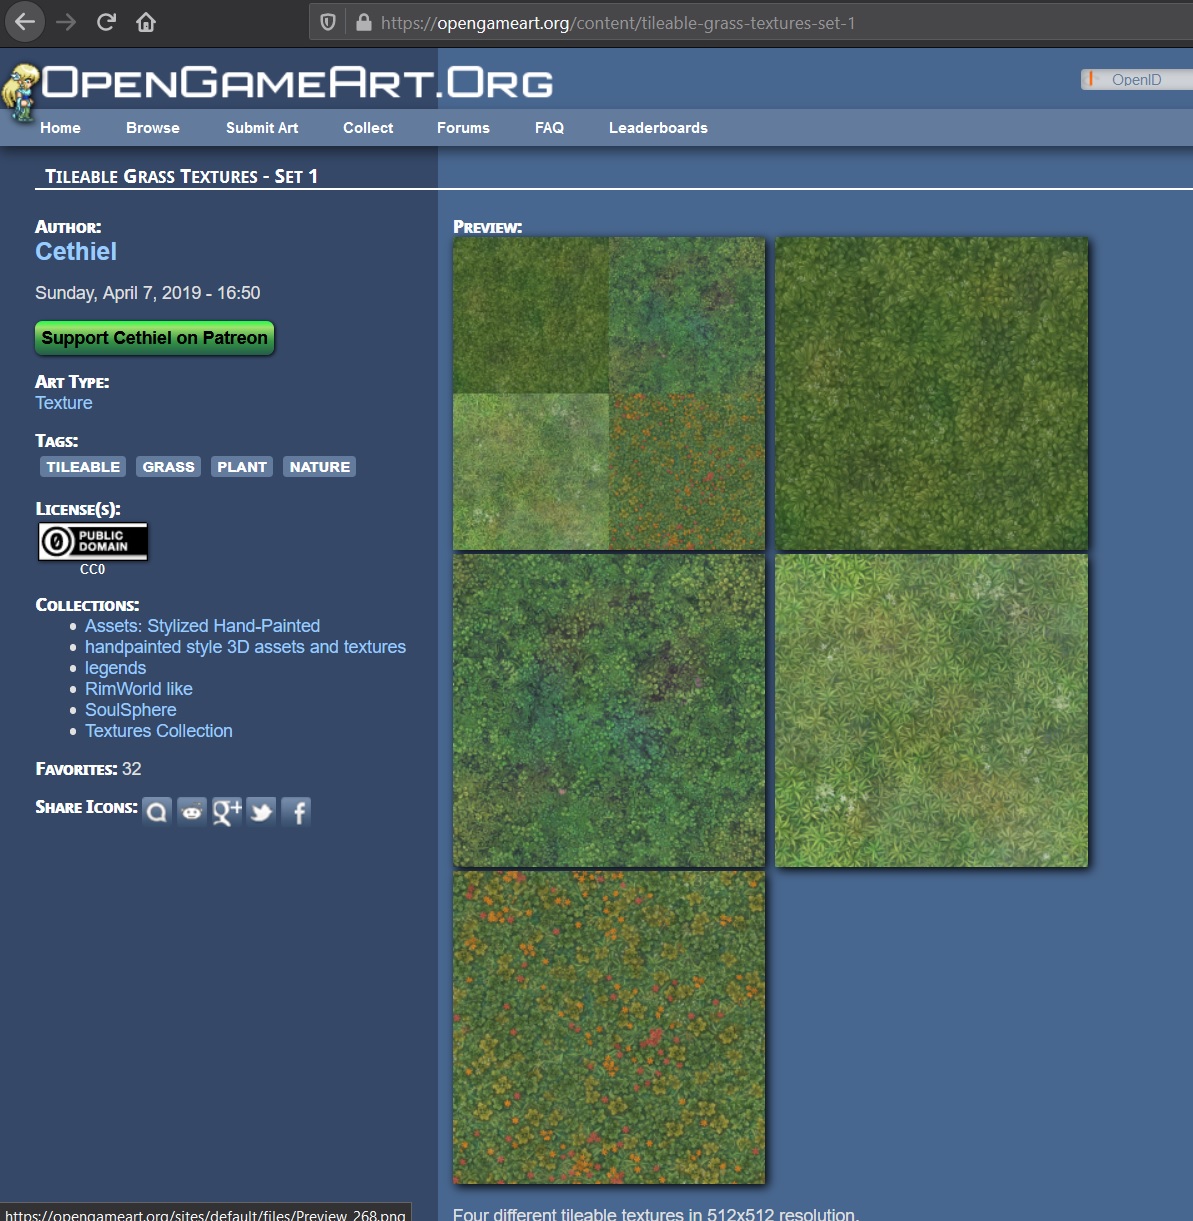 https://opengameart.org/content/tileable-grass-textures-set-1
OpenGameArt.Org
OpenID
Home Browse Submit Art Collect Forums FAQ Leaderboards
Tileable Grass Textures - Set 1
Author:
Cethiel
Sunday, April 7, 2019 - 16:50
Support Cethiel on Patreon
Art Type:
Texture
Tags:
TILEABLE GRASS PLANT NATURE
License(s):
PUBLIC
DOMAIN
CC0
Collections:
Assets: Stylized Hand-Painted
handpainted style 3D assets and textures
legends
RimWorld like
SoulSphere
Textures Collection
Favorites: 32
Share Icons:
Preview:
Four different tileable textures in 512x512 resolution.
https://opengameart.org/sites/default/files/Preview_268.png